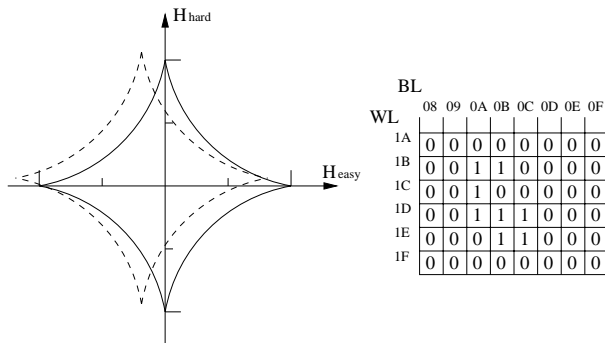 H hard
H easy
BL
WL
08 09 0A 0B 0C 0D 0E 0F
1A 0 0 0 0 0 0 0 0
1B 0 0 1 1 0 0 0 0
1C 0 0 1 0 0 0 0 0
1D 0 0 1 1 1 0 0 0
1E 0 0 0 1 1 0 0 0
1F 0 0 0 0 0 0 0 0